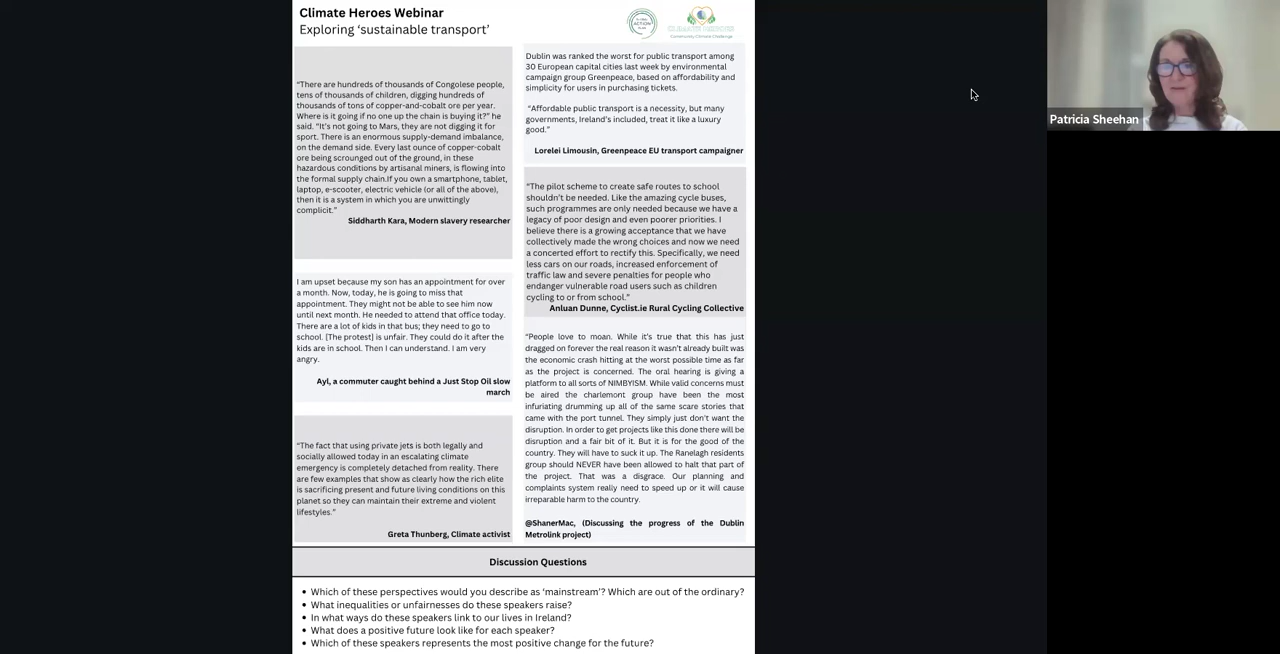 Climate Heroes Webinar
Exploring ‘sustainable transport’
ACTION
PLAN
CLIMATE HEROES
Community Climate Challenge
“There are hundreds of thousands of Congolese people,
tens of thousands of children, digging hundreds of
thousands of tons of copper-and-cobalt ore per year.
Where is it going if no one up the chain is buying it?” he
said. “It's not going to Mars, they are not digging it for
sport. There is an enormous supply-demand imbalance,
on the demand side. Every last ounce of copper-cobalt
ore being scrounged out of the ground, in these
hazardous conditions by artisanal miners, is flowing into
the formal supply chain.If you own a smartphone, tablet,
laptop, e-scooter, electric vehicle (or all of the above),
then it is a system in which you are unwittingly
complicit.”
Siddharth Kara, Modern slavery researcher
I am upset because my son has an appointment for over
a month. Now, today, he is going to miss that
appointment. They might not be able to see him now
until next month. He needed to attend that office today.
There are a lot of kids in that bus; they need to go to
school. [The protest] is unfair. They could do it after the
kids are in school. Then I can understand. I am very
angry.
Ayl, a commuter caught behind a Just Stop Oil slow
march
“The fact that using private jets is both legally and
socially allowed today in an escalating climate
emergency is completely detached from reality. There
are few examples that show as clearly how the rich elite
is sacrificing present and future living conditions on this
planet so they can maintain their extreme and violent
lifestyles.”
Greta Thunberg, Climate activist
Dublin was ranked the worst for public transport among
30 European capital cities last week by environmental
campaign group Greenpeace, based on affordability and
simplicity for users in purchasing tickets.
“Affordable public transport is a necessity, but many
governments, Ireland's included, treat it like a luxury
good.”
Lorelei Limousin, Greenpeace EU transport campaigner
“The pilot scheme to create safe routes to school
shouldn't be needed. Like the amazing cycle buses,
such programmes are only needed because we have a
legacy of poor design and even poorer priorities. I
believe there is a growing acceptance that we have
collectively made the wrong choices and now we need
a concerted effort to rectify this. Specifically, we need
less cars on our roads, increased enforcement of
traffic law and severe penalties for people who
endanger vulnerable road users such as children
cycling to or from school.”
Anluan Dunne, Cyclist.ie Rural Cycling Collective
“People love to moan. While it's true that this has just
dragged on forever the real reason it wasn't already built was
the economic crash hitting at the worst possible time as far
as the project is concerned. The oral hearing is giving a
platform to all sorts of NIMBYISM. While valid concerns must
be aired the charlemont group have been the most
infuriating drumming up all of the same scare stories that
came with the port tunnel. They simply just don't want the
disruption. In order to get projects like this done there will be
disruption and a fair bit of it. But it is for the good of the
country. They will have to suck it up. The Ranelagh residents
group should NEVER have been allowed to halt that part of
the project. That was a disgrace. Our planning and
complaints system really need to speed up or it will cause
irreparable harm to the country.
@ShanerMac, (Discussing the progress of the Dublin
Metrolink project)
Discussion Questions
• Which of these perspectives would you describe as ‘mainstream’? Which are out of the ordinary?
• What inequalities or unfairnesses do these speakers raise?
• In what ways do these speakers link to our lives in Ireland?
• What does a positive future look like for each speaker?
• Which of these speakers represents the most positive change for the future?
Patricia Sheehan